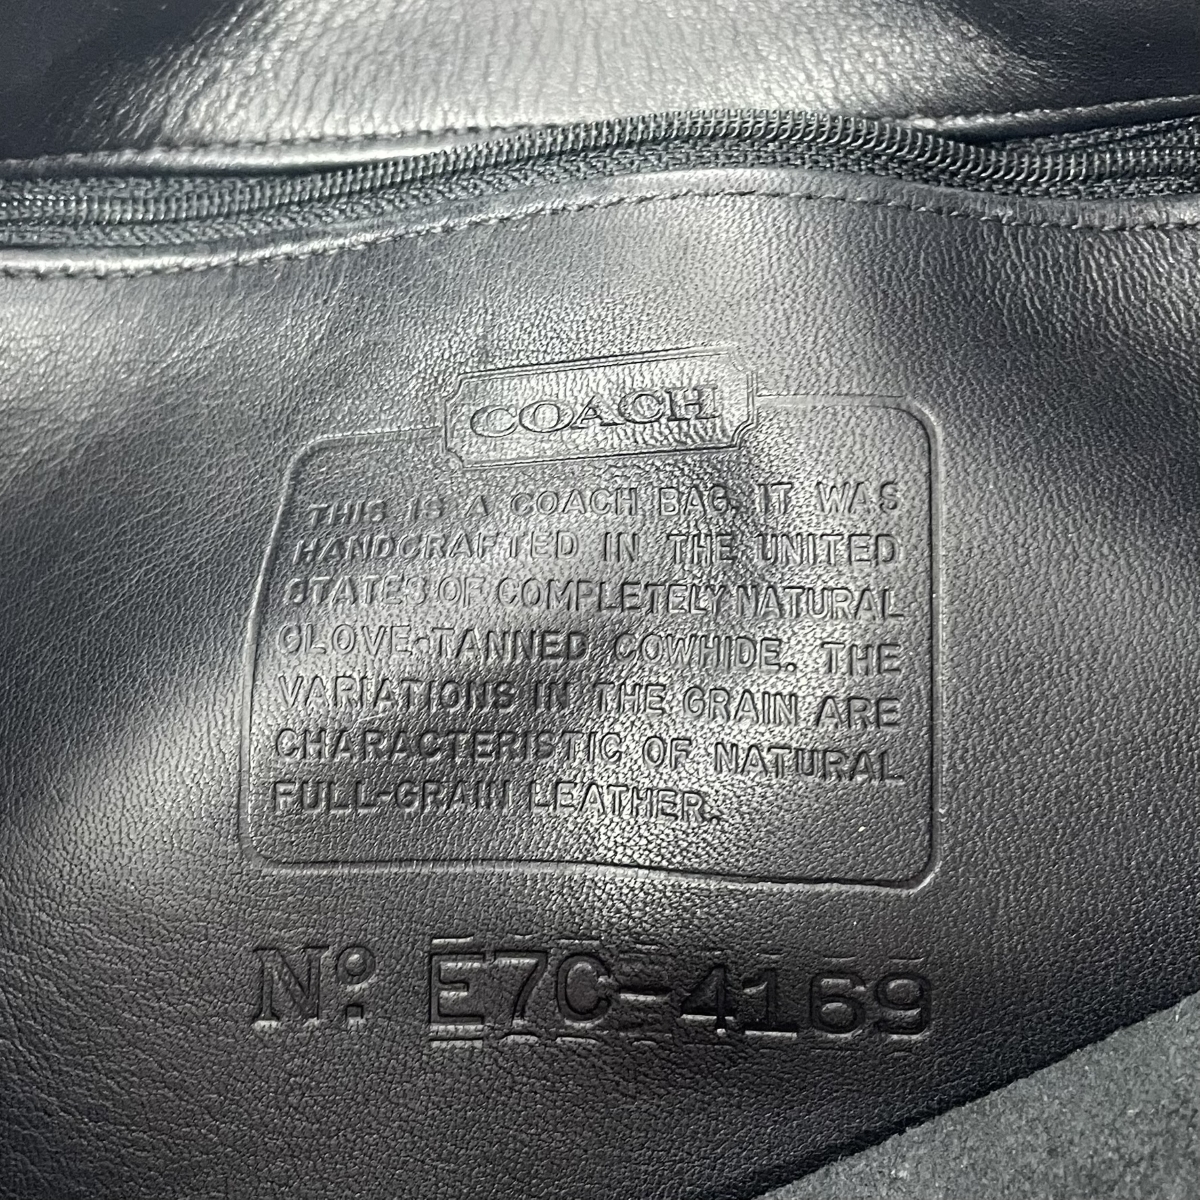 COACH
THIS IS A COACH BAG. IT WAS
HANDCRAFTED IN THE UNITED
STATES OF COMPLETELY NATURAL
GLOVE-TANNED COWHIDE. THE
VARIATIONS IN THE GRAIN ARE
CHARACTERISTIC OF NATURAL
FULL-GRAIN LEATHER.
No. E7C-4169